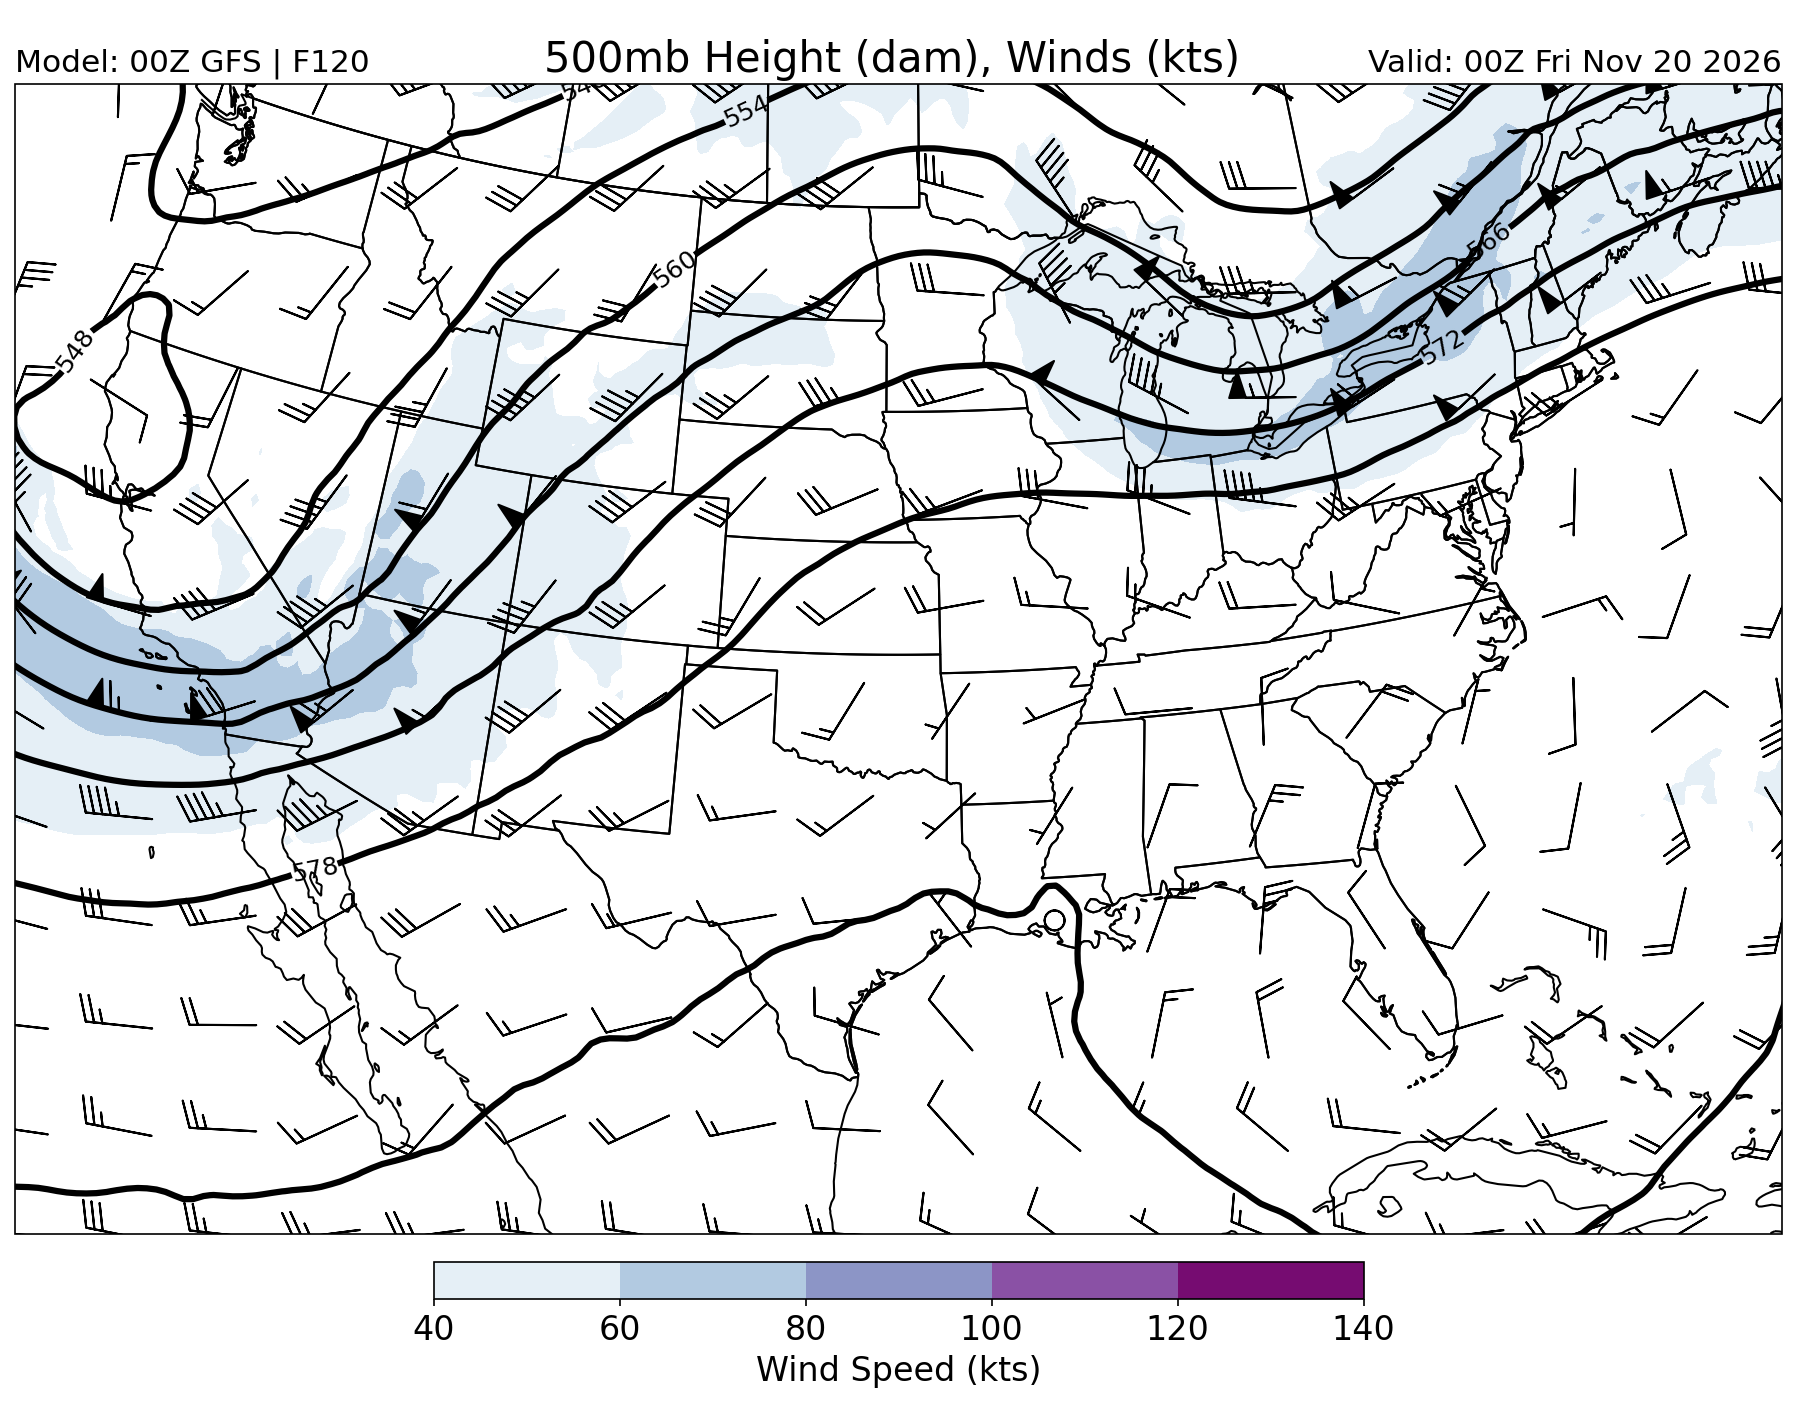 500mb Height (dam), Winds (kts)
Model: 00Z GFS | F120
Valid: 00Z Fri Nov 20 2026
554
566
560
548
572
578
40 60 80 100 120 140
Wind Speed (kts)